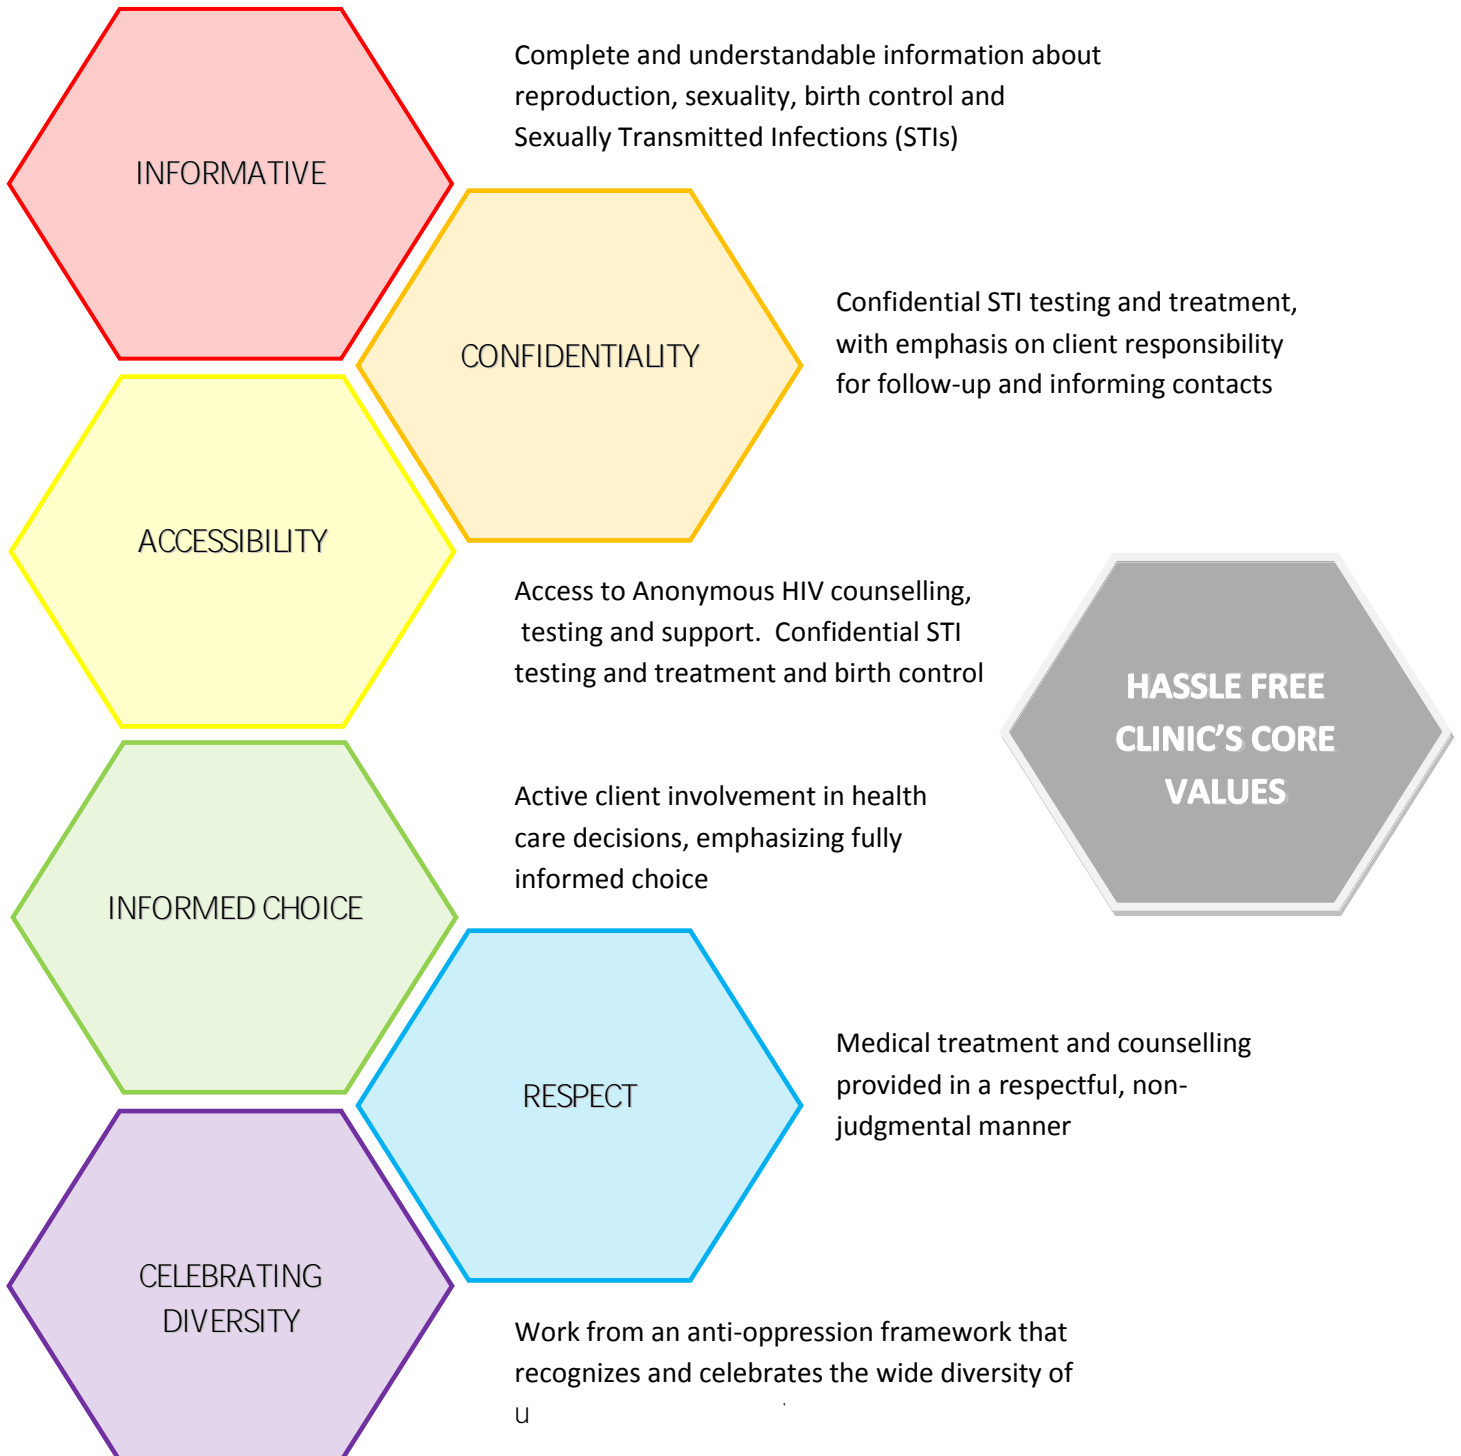 INFORMATIVE
Complete and understandable information about
reproduction, sexuality, birth control and
Sexually Transmitted Infections (STIs)
CONFIDENTIALITY
Confidential STI testing and treatment,
with emphasis on client responsibility
for follow-up and informing contacts
ACCESSIBILITY
Access to Anonymous HIV counselling,
testing and support.  Confidential STI
testing and treatment and birth control
HASSLE FREE
CLINIC’S CORE
VALUES
INFORMED CHOICE
Active client involvement in health
care decisions, emphasizing fully
informed choice
RESPECT
Medical treatment and counselling
provided in a respectful, non-
judgmental manner
CELEBRATING
DIVERSITY
Work from an anti-oppression framework that
recognizes and celebrates the wide diversity of